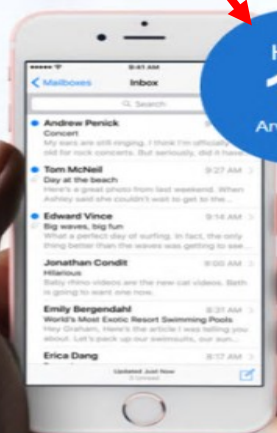 9:41 AM
Mailboxes
Inbox
Search
Andrew Penick
Concert
My ears are still ringing. I think I'm officially
old for rock concerts. But seriously, did it have
Tom McNeil
9:27 AM
Day at the beach
Here's a great photo from last weekend. When
Ashley said she couldn't wait to get to the...
Edward Vince
9:14 AM
Big waves, big fun
What a perfect day of surfing. In fact, the only
thing better than the waves was getting to see...
Jonathan Condit
9:00 AM
Hilarious
Baby rhino videos are the new cat videos. Beth
is going to want one now.
Emily Bergendahl
8:31 AM
World's Most Exotic Resort Swimming Pools
Hey Graham, Here's the article I was telling you
about. Let's pack up our swimsuits, our sun...
Erica Dang
8:17 AM
Updated Just Now